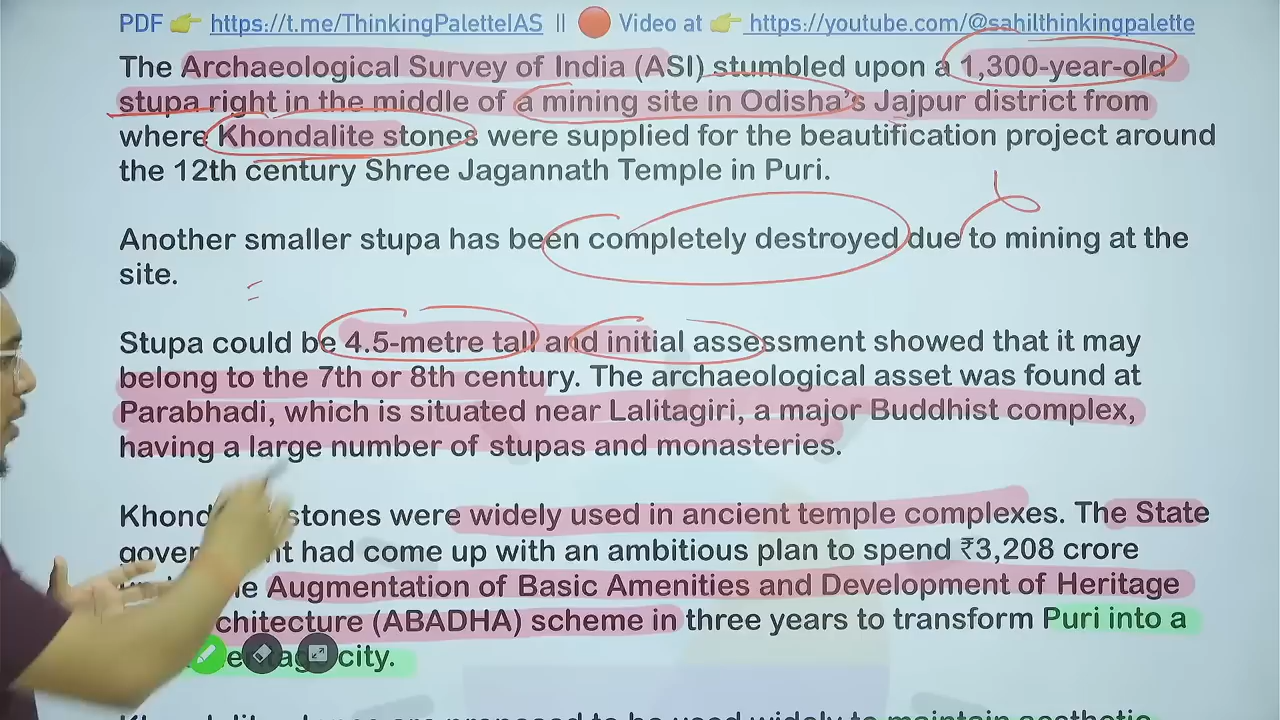 PDF 👉 https://t.me/ThinkingPaletteIAS || 🔴 Video at 👉 https://youtube.com/@sahilthinkingpalette
The Archaeological Survey of India (ASI) stumbled upon a 1,300-year-old
stupa right in the middle of a mining site in Odisha's Jajpur district from
where Khondalite stones were supplied for the beautification project around
the 12th century Shree Jagannath Temple in Puri.
Another smaller stupa has been completely destroyed due to mining at the
site.
Stupa could be 4.5-metre tall and initial assessment showed that it may
belong to the 7th or 8th century. The archaeological asset was found at
Parabhadi, which is situated near Lalitagiri, a major Buddhist complex,
having a large number of stupas and monasteries.
stones were widely used in ancient temple complexes. The State
had come up with an ambitious plan to spend ₹3,208 crore
Augmentation of Basic Amenities and Development of Heritage
(ABADHA) scheme in three years to transform Puri into a
city.